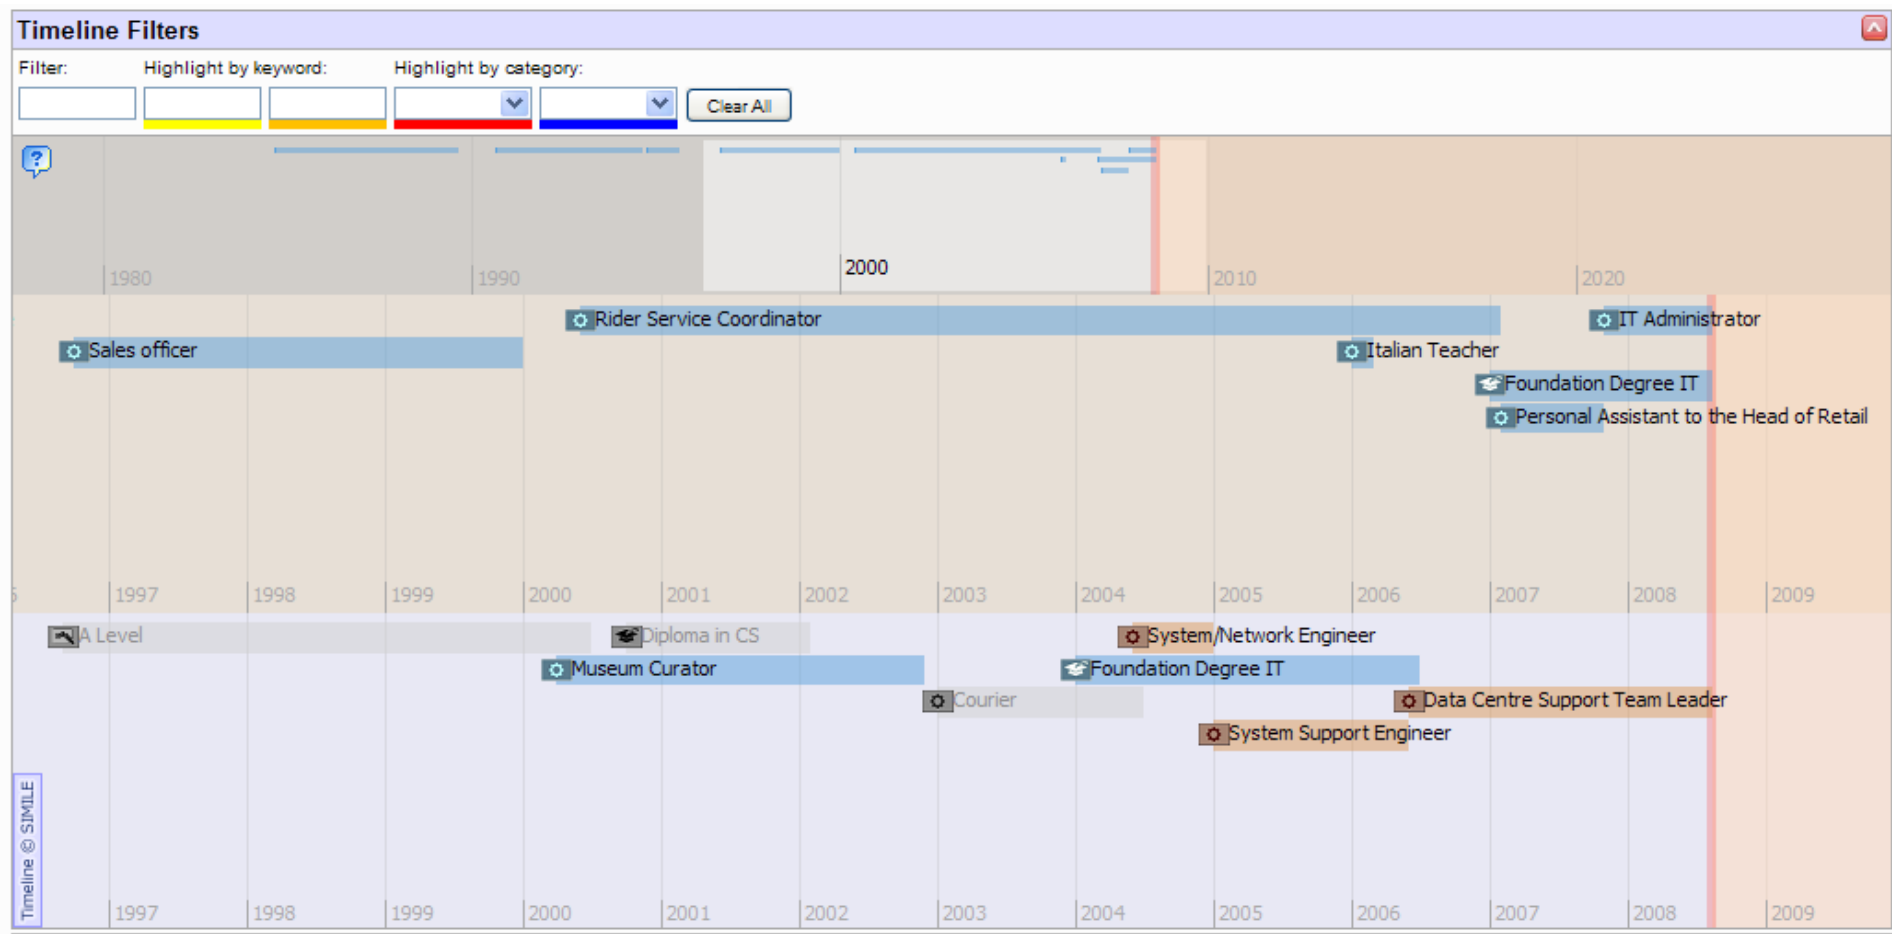 Timeline Filters
Filter: Highlight by keyword: Highlight by category:
Clear All
?
1980 1990 2000 2010 2020
Rider Service Coordinator IT Administrator
Sales officer Italian Teacher
Foundation Degree IT
Personal Assistant to the Head of Retail
1997 1998 1999 2000 2001 2002 2003 2004 2005 2006 2007 2008 2009
A Level Diploma in CS System/Network Engineer
Museum Curator Foundation Degree IT
Courier Data Centre Support Team Leader
System Support Engineer
Timeline © SIMILE
1997 1998 1999 2000 2001 2002 2003 2004 2005 2006 2007 2008 2009